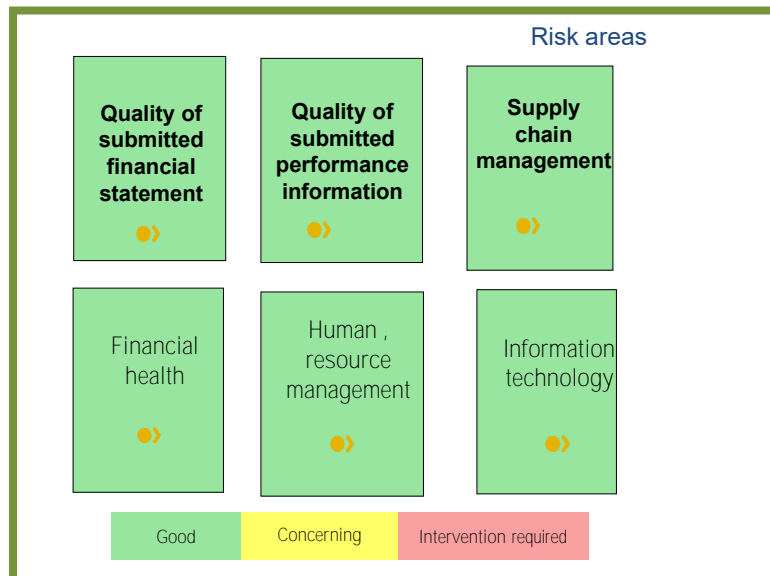 Risk areas
Quality of
submitted
financial
statement
Quality of
submitted
performance
information
Supply
chain
management
Financial
health
Human ,
resource
management
Information
technology
Good
Concerning
Intervention required